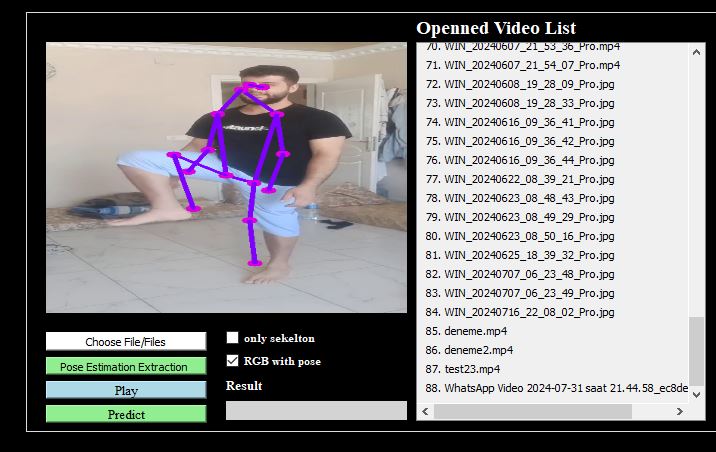 Openned Video List
70. WIN_20240607_21_53_36_Pro.mp4
71. WIN_20240607_21_54_07_Pro.mp4
72. WIN_20240608_19_28_09_Pro.jpg
73. WIN_20240608_19_28_33_Pro.jpg
74. WIN_20240616_09_36_41_Pro.jpg
75. WIN_20240616_09_36_42_Pro.jpg
76. WIN_20240616_09_36_44_Pro.jpg
77. WIN_20240622_08_39_21_Pro.jpg
78. WIN_20240623_08_48_43_Pro.jpg
79. WIN_20240623_08_49_29_Pro.jpg
80. WIN_20240623_08_50_16_Pro.jpg
81. WIN_20240625_18_39_32_Pro.jpg
82. WIN_20240707_06_23_48_Pro.jpg
83. WIN_20240707_06_23_49_Pro.jpg
84. WIN_20240716_22_08_02_Pro.jpg
85. deneme.mp4
86. deneme2.mp4
87. test23.mp4
88. WhatsApp Video 2024-07-31 saat 21.44.58_ec8de
Choose File/Files
Pose Estimation Extraction
Play
Predict
only sekelton
RGB with pose
Result